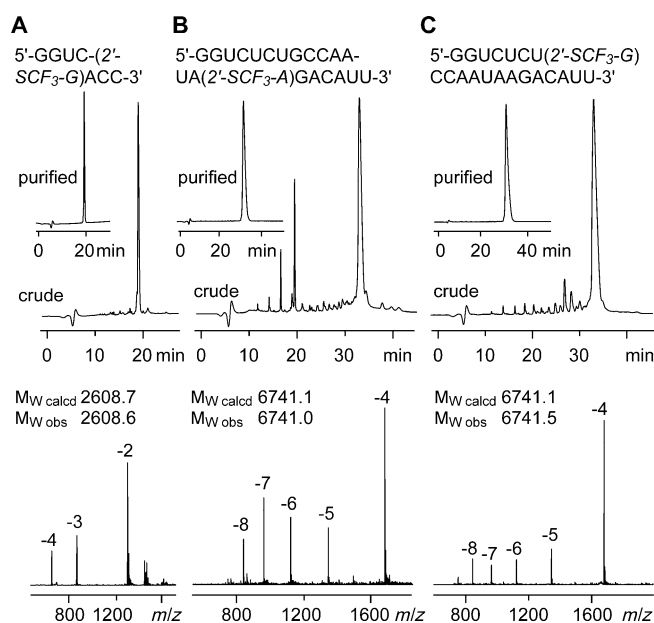 A
5'-GGUC-(2'-
SCF3-G)ACC-3'
purified
0 20 min
crude
0 10 20 min
MW calcd 2608.7
MW obs 2608.6
-4
-3
-2
800 1200 m/z
B
5'-GGUCUCUGCCAA-
UA(2'-SCF3-A)GACAUU-3'
purified
0 20 min
crude
0 10 20 30 min
MW calcd 6741.1
MW obs 6741.0
-8
-7
-6
-5
-4
800 1200 1600 m/z
C
5'-GGUCUCU(2'-SCF3-G)
CCAAUAAGACAUU-3'
purified
0 20 40 min
crude
0 10 20 30 min
MW calcd 6741.1
MW obs 6741.5
-8
-7
-6
-5
-4
800 1200 1600 m/z